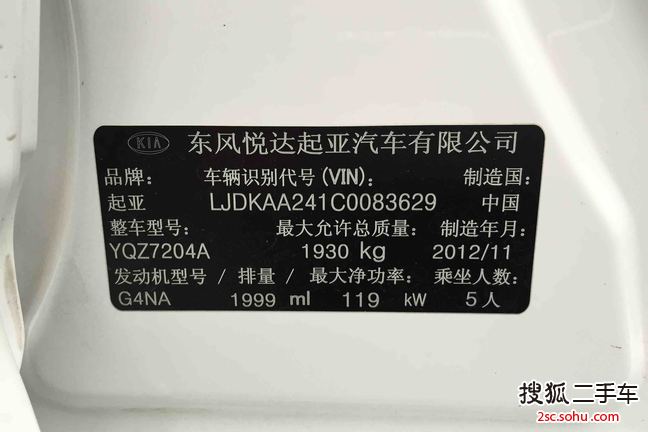 KIA 东风悦达起亚汽车有限公司
品牌: 车辆识别代号(VIN): 制造国:
起亚 LJDKAA241C0083629 中国
整车型号: 最大允许总质量: 制造年月:
YQZ7204A 1930 kg 2012/11
发动机型号/排量/最大净功率: 乘坐人数:
G4NA 1999 ml 119 kW 5人
搜狐二手车
2sc.sohu.com